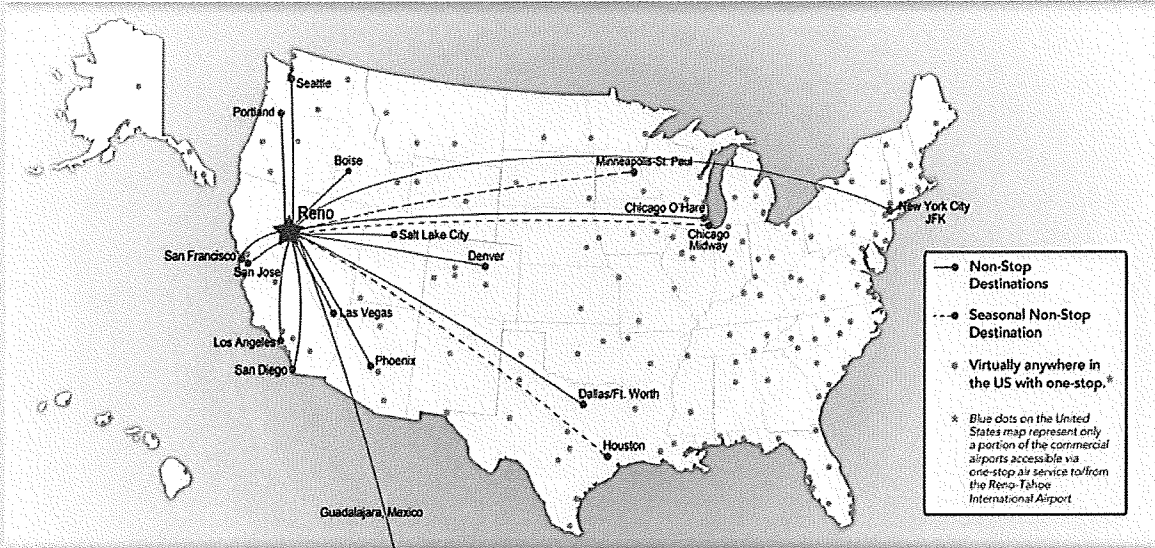 Seattle
Portland
Boise
Minneapolis-St. Paul
Reno
Chicago O'Hare
New York City
JFK
Salt Lake City
Chicago
Midway
San Francisco
Denver
San Jose
Las Vegas
Los Angeles
Phoenix
San Diego
Dallas/Ft. Worth
Houston
Guadalajara, Mexico
Non-Stop
Destinations
Seasonal Non-Stop
Destination
Virtually anywhere in
the US with one-stop.*
* Blue dots on the United
States map represent only
a portion of the commercial
airports accessible via
one-stop air service to/from
the Reno-Tahoe
International Airport